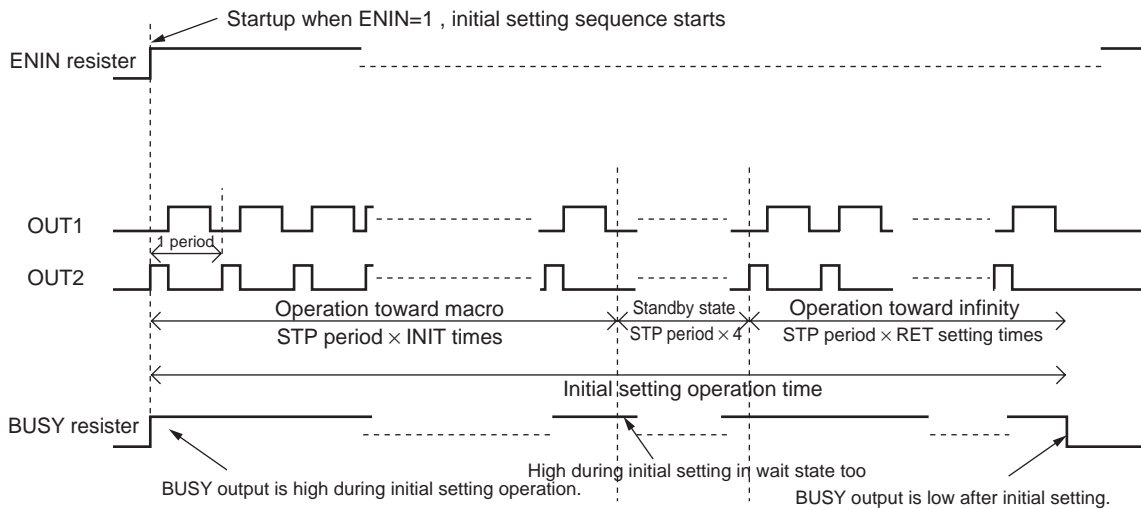 Startup when ENIN=1 , initial setting sequence starts
ENIN resister
OUT1
1 period
OUT2
Operation toward macro
STP period × INIT times
Standby state
STP period × 4
Operation toward infinity
STP period × RET setting times
Initial setting operation time
BUSY resister
High during initial setting in wait state too
BUSY output is high during initial setting operation.
BUSY output is low after initial setting.